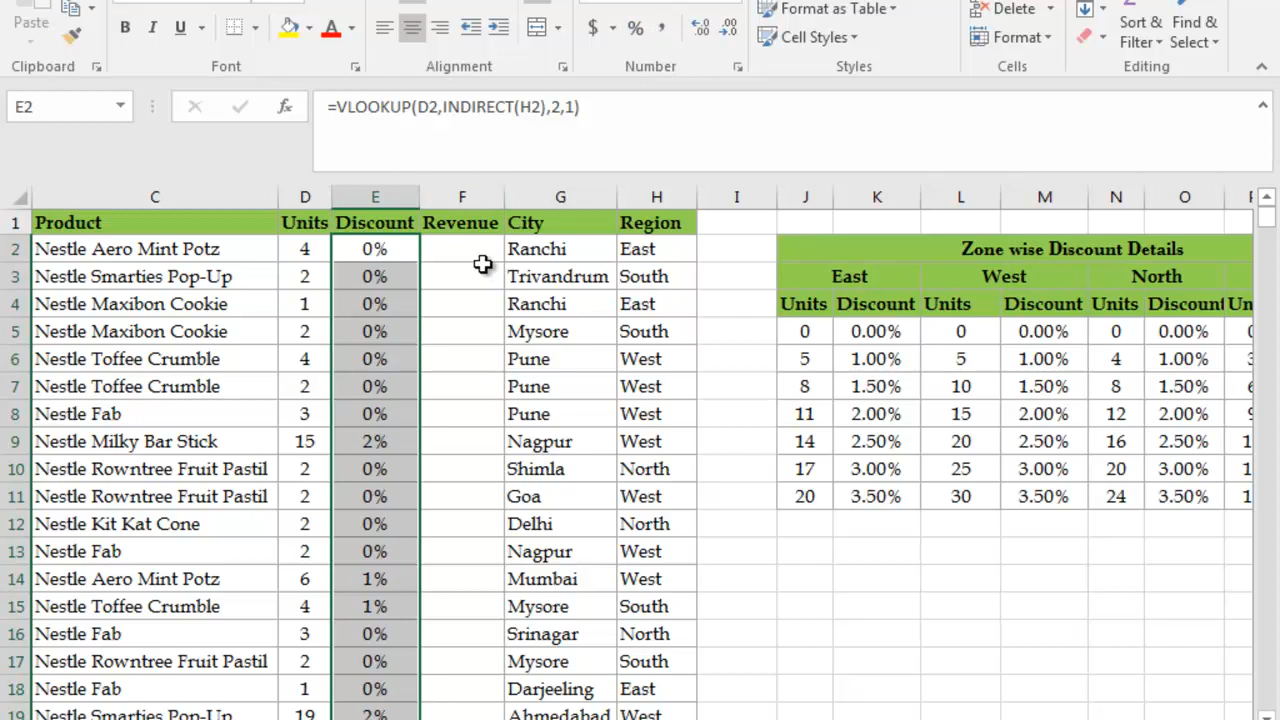 Paste
B I U
A
$ % ,
Format as Table
Cell Styles
Delete
Format
Sort & Find &
Filter Select
Clipboard Font Alignment Number Styles Cells Editing
E2 fx =VLOOKUP(D2,INDIRECT(H2),2,1)
C D E F G H I J K L M N O
1 Product Units Discount Revenue City Region
2 Nestle Aero Mint Potz 4 0% Ranchi East Zone wise Discount Details
3 Nestle Smarties Pop-Up 2 0% Trivandrum South East West North
4 Nestle Maxibon Cookie 1 0% Ranchi East Units Discount Units Discount Units Discount Un
5 Nestle Maxibon Cookie 2 0% Mysore South 0 0.00% 0 0.00% 0 0.00%
6 Nestle Toffee Crumble 4 0% Pune West 5 1.00% 5 1.00% 4 1.00%
7 Nestle Toffee Crumble 2 0% Pune West 8 1.50% 10 1.50% 8 1.50%
8 Nestle Fab 3 0% Pune West 11 2.00% 15 2.00% 12 2.00%
9 Nestle Milky Bar Stick 15 2% Nagpur West 14 2.50% 20 2.50% 16 2.50% 1
10 Nestle Rowntree Fruit Pastil 2 0% Shimla North 17 3.00% 25 3.00% 20 3.00% 1
11 Nestle Rowntree Fruit Pastil 2 0% Goa West 20 3.50% 30 3.50% 24 3.50% 1
12 Nestle Kit Kat Cone 2 0% Delhi North
13 Nestle Fab 2 0% Nagpur West
14 Nestle Aero Mint Potz 6 1% Mumbai West
15 Nestle Toffee Crumble 4 1% Mysore South
16 Nestle Fab 3 0% Srinagar North
17 Nestle Rowntree Fruit Pastil 2 0% Mysore South
18 Nestle Fab 1 0% Darjeeling East
19 Nestle Smarties Pop-Up 19 2% Ahmedabad West